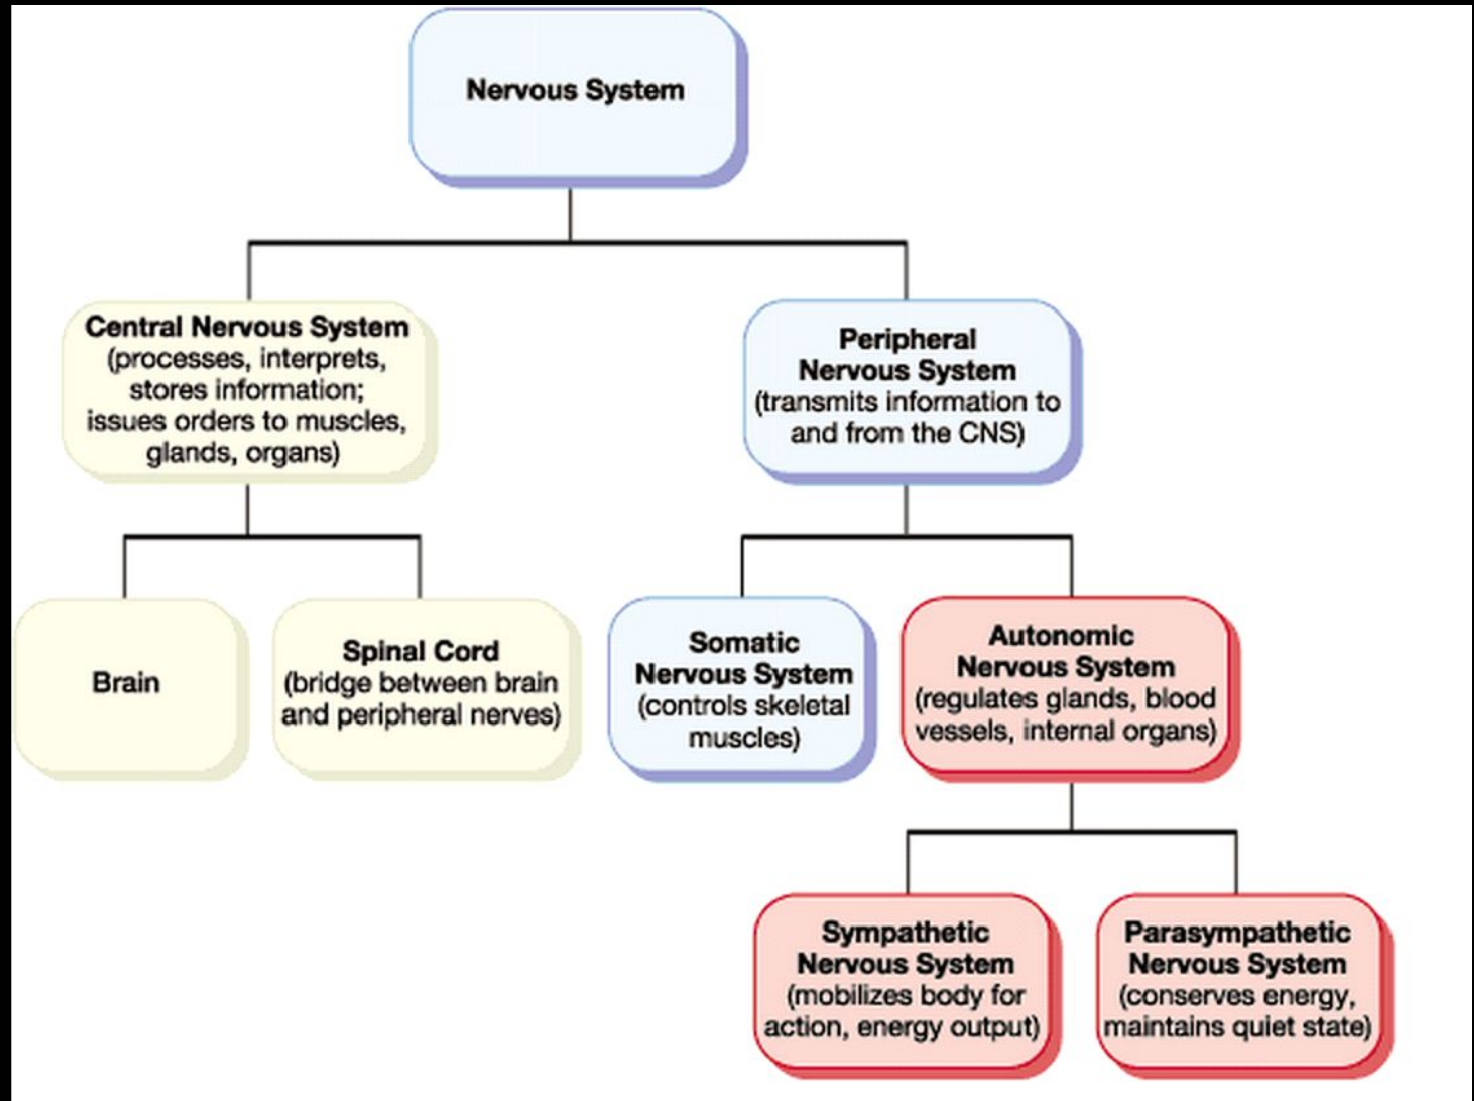 Nervous System
Central Nervous System
(processes, interprets,
stores information;
issues orders to muscles,
glands, organs)
Peripheral
Nervous System
(transmits information to
and from the CNS)
Brain
Spinal Cord
(bridge between brain
and peripheral nerves)
Somatic
Nervous System
(controls skeletal
muscles)
Autonomic
Nervous System
(regulates glands, blood
vessels, internal organs)
Sympathetic
Nervous System
(mobilizes body for
action, energy output)
Parasympathetic
Nervous System
(conserves energy,
maintains quiet state)